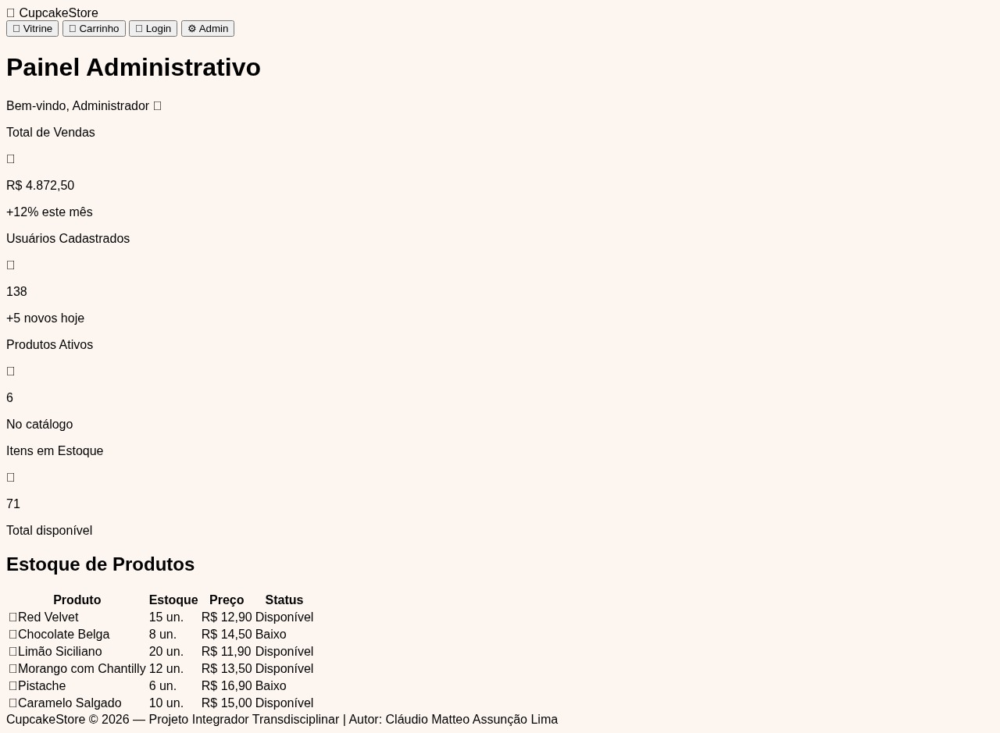 CupcakeStore
Vitrine Carrinho Login ⚙ Admin
Painel Administrativo
Bem-vindo, Administrador
Total de Vendas
R$ 4.872,50
+12% este mês
Usuários Cadastrados
138
+5 novos hoje
Produtos Ativos
6
No catálogo
Itens em Estoque
71
Total disponível
Estoque de Produtos
Produto Estoque Preço Status
Red Velvet 15 un. R$ 12,90 Disponível
Chocolate Belga 8 un. R$ 14,50 Baixo
Limão Siciliano 20 un. R$ 11,90 Disponível
Morango com Chantilly 12 un. R$ 13,50 Disponível
Pistache 6 un. R$ 16,90 Baixo
Caramelo Salgado 10 un. R$ 15,00 Disponível
CupcakeStore © 2026 — Projeto Integrador Transdisciplinar | Autor: Cláudio Matteo Assunção Lima